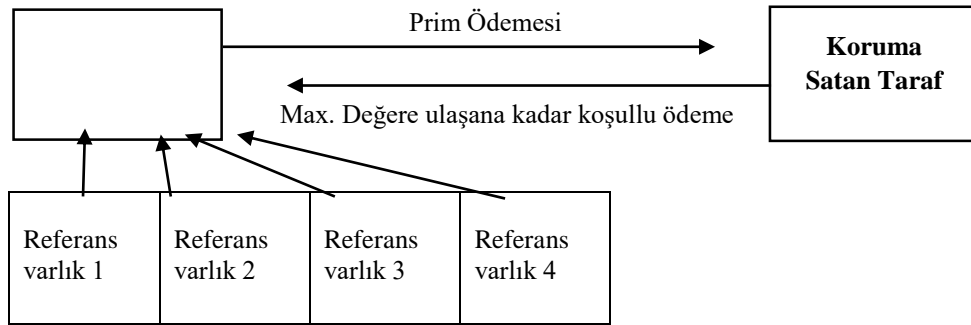 Prim Ödemesi
Koruma
Satan Taraf
Max. Değere ulaşana kadar koşullu ödeme
Referans
varlık 1
Referans
varlık 2
Referans
varlık 3
Referans
varlık 4